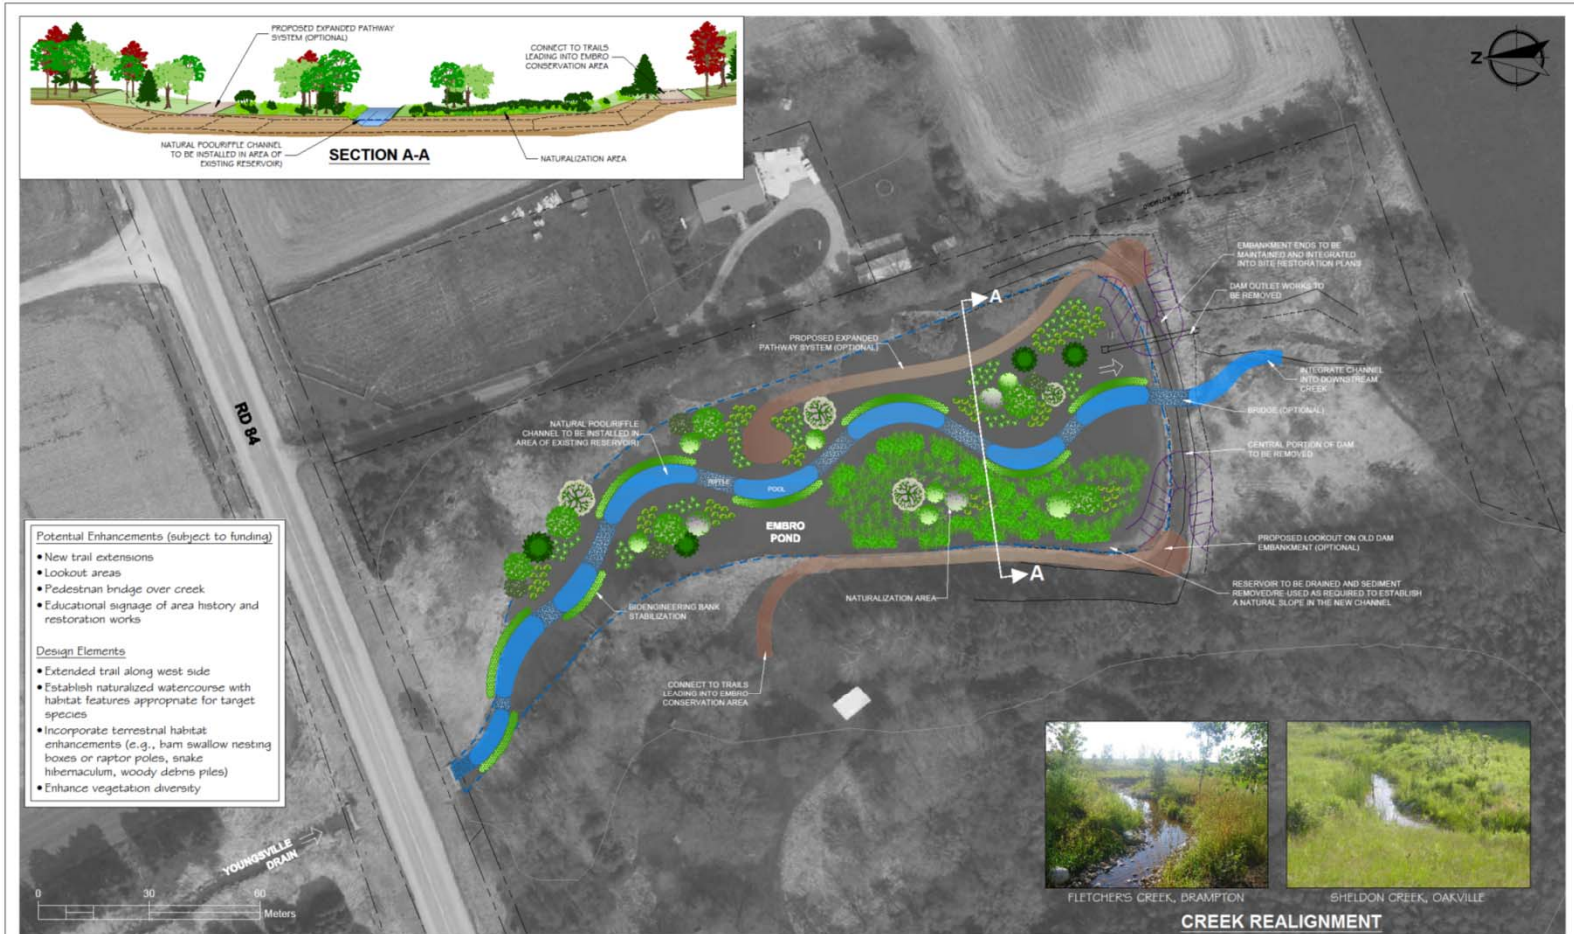 PROPOSED EXPANDED PATHWAY
SYSTEM (OPTIONAL)
CONNECT TO TRAILS
LEADING INTO EMBRO
CONSERVATION AREA
NATURAL POOL/RIFFLE CHANNEL
TO BE INSTALLED IN AREA OF
EXISTING RESERVOIR)
SECTION A-A
NATURALIZATION AREA
Z
EMBANKMENT ENDS TO BE
MAINTAINED AND INTEGRATED
INTO SITE RESTORATION PLANS
DAM OUTLET WORKS TO
BE REMOVED
A
PROPOSED EXPANDED
PATHWAY SYSTEM (OPTIONAL)
INTEGRATE CHANNEL
INTO DOWNSTREAM
CREEK
BRIDGE (OPTIONAL)
RD 84
NATURAL POOL/RIFFLE
CHANNEL TO BE INSTALLED IN
AREA OF EXISTING RESERVOIR)
CENTRAL PORTION OF DAM
TO BE REMOVED
RIFFLE
POOL
EMBRO
POND
PROPOSED LOOKOUT ON OLD DAM
EMBANKMENT (OPTIONAL)
A
RESERVOIR TO BE DRAINED AND SEDIMENT
REMOVED/RE-USED AS REQUIRED TO ESTABLISH
A NATURAL SLOPE IN THE NEW CHANNEL
NATURALIZATION AREA
BIOENGINEERING BANK
STABILIZATION
CONNECT TO TRAILS
LEADING INTO EMBRO
CONSERVATION AREA
Potential Enhancements (subject to funding)
• New trail extensions
• Lookout areas
• Pedestrian bridge over creek
• Educational signage of area history and
restoration works
Design Elements
• Extended trail along west side
• Establish naturalized watercourse with
habitat features appropriate for target
species
• Incorporate terrestrial habitat
enhancements (e.g., barn swallow nesting
boxes or raptor poles, snake
hibernaculum, woody debris piles)
• Enhance vegetation diversity
YOUNGSVILLE
DRAIN
0 30 60
Meters
FLETCHER'S CREEK, BRAMPTON
SHELDON CREEK, OAKVILLE
CREEK REALIGNMENT